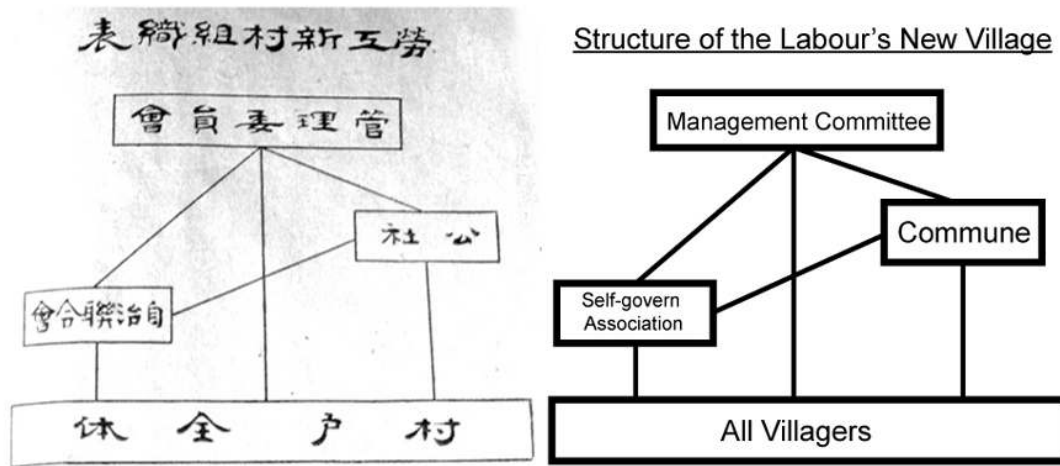 勞互新村組織表
管理委員會
公社
自治聯合會
村户全体
Structure of the Labour's New Village
Management Committee
Commune
Self-govern
Association
All Villagers